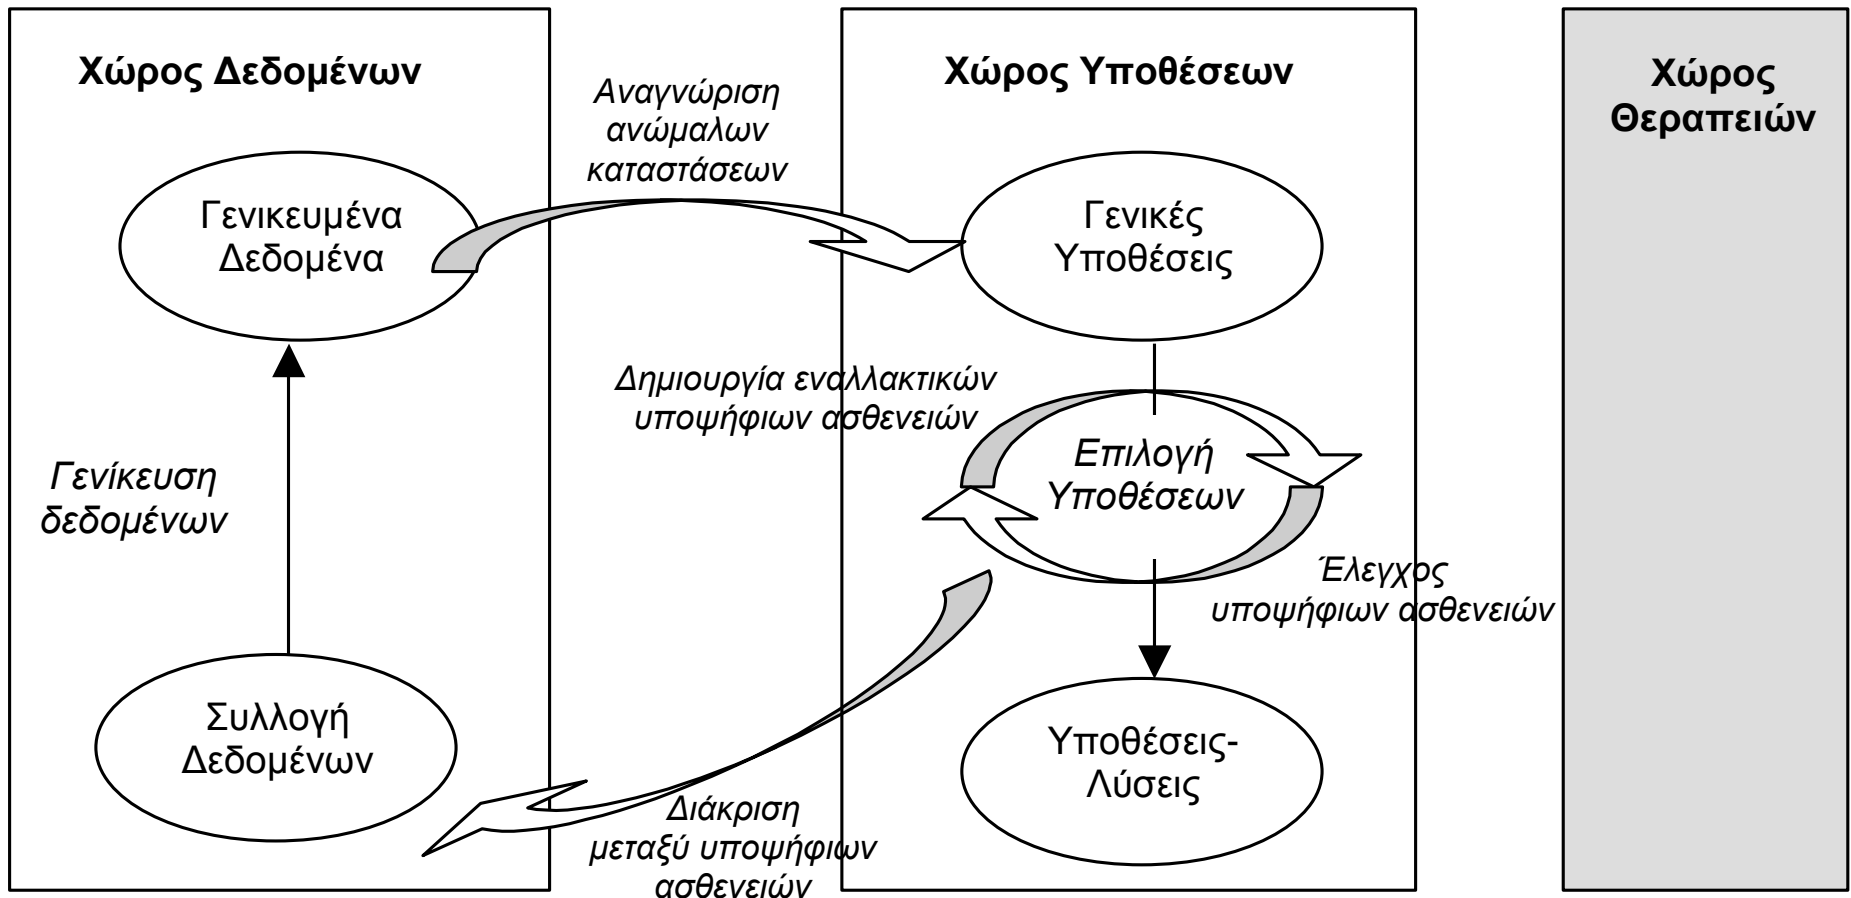 Χώρος Δεδομένων
Γενικευμένα
Δεδομένα
Γενίκευση
δεδομένων
Συλλογή
Δεδομένων
Αναγνώριση
ανώμαλων
καταστάσεων
Χώρος Υποθέσεων
Γενικές
Υποθέσεις
Δημιουργία εναλλακτικών
υποψήφιων ασθενειών
Επιλογή
Υποθέσεων
Έλεγχος
υποψήφιων ασθενειών
Υποθέσεις-
Λύσεις
Διάκριση
μεταξύ υποψήφιων
ασθενειών
Χώρος
Θεραπειών